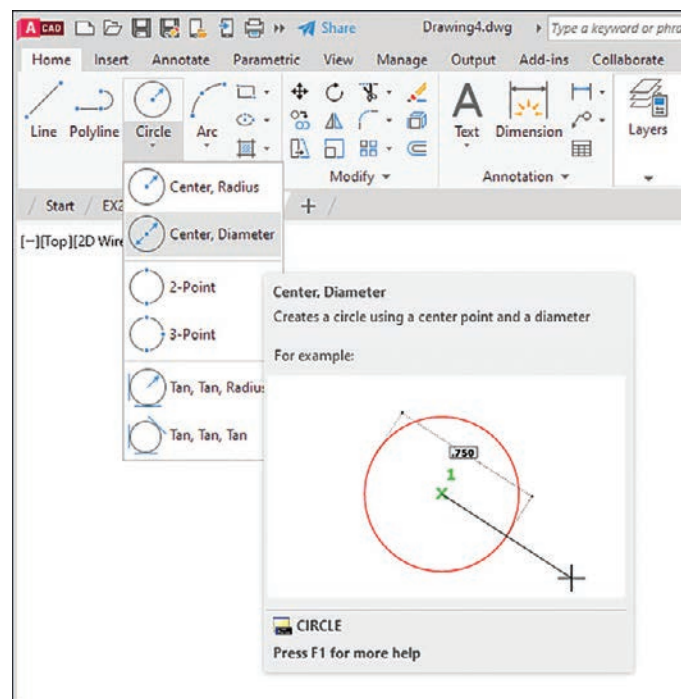 A CAD Share Drawing4.dwg Type a keyword or phra
Home Insert Annotate Parametric View Manage Output Add-ins Collaborate
Line Polyline Circle Arc Text Dimension Layers
Modify Annotation
Start EX2
[−][Top][2D Wire
Center, Radius
Center, Diameter
2-Point
3-Point
Tan, Tan, Radius
Tan, Tan, Tan
Center, Diameter
Creates a circle using a center point and a diameter
For example:
.750
1
CIRCLE
Press F1 for more help